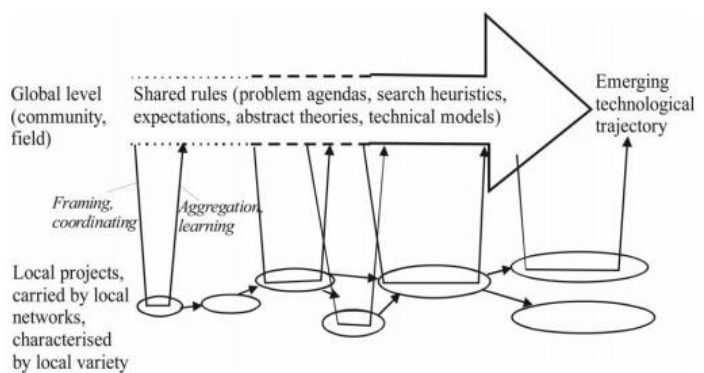 Global level
(community,
field)
Shared rules (problem agendas, search heuristics,
expectations, abstract theories, technical models)
Emerging
technological
trajectory
Framing,
coordinating
Aggregation,
learning
Local projects,
carried by local
networks,
characterised
by local variety